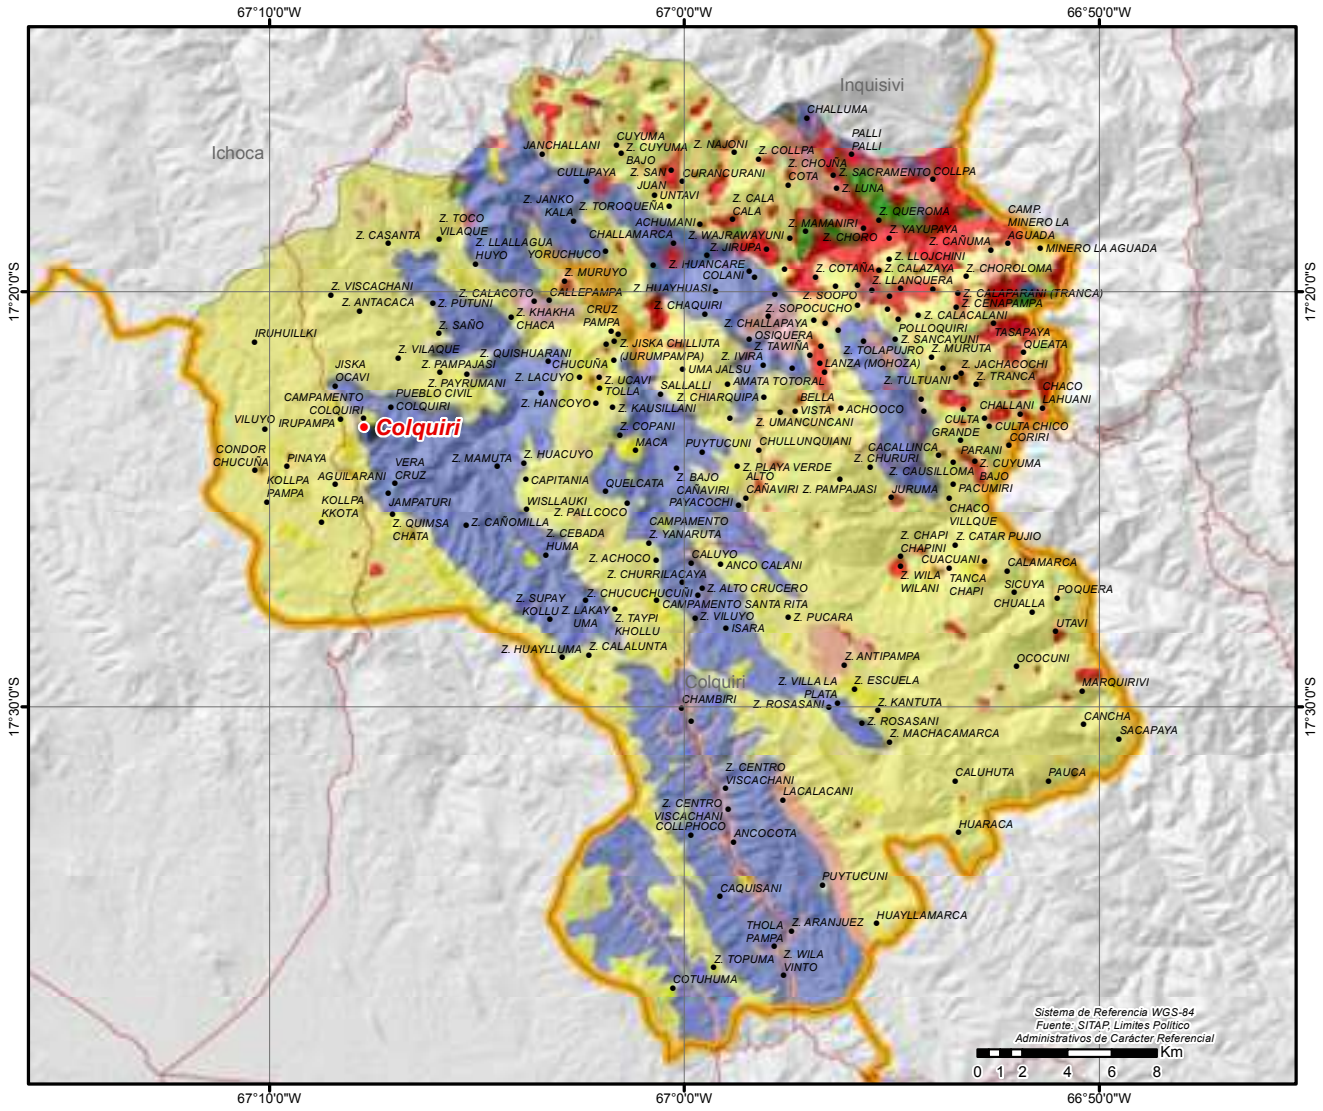 67°10'0"W
67°0'0"W
66°50'0"W
Inquisivi
Ichoca
CHALLUMA
CUYUMA
Z. CUYUMA
BAJO
JANCHALLANI
Z. NAJONI
Z. COLLPA
PALLI
PALLI
Z. CHOJÑA
COTA
Z. SACRAMENTO
COLLPA
Z. SAN
JUAN
CURANCURANI
CULLIPAYA
Z. LUNA
UNTAVI
Z. JANKO
KALA
Z. TOROQUEÑA
Z. CALA
CALA
Z. QUEROMA
CAMP.
MINERO LA
AGUADA
Z. TOCO
VILAQUE
ACHUMANI
Z. MAMANIRI
Z. CASANTA
CHALLAMARCA
Z. WAJRAWAYUNI
Z. CHORO
Z. YAYUPAYA
Z. LLALLAGUA
HUYO
YORUCHUCO
Z. JIRUPA
Z. CAÑUMA
MINERO LA AGUADA
Z. LLOJCHINI
Z. HUANCARE
COLANI
Z. COTAÑA
Z. CALAZAYA
Z. CHOROLOMA
Z. MURUYO
Z. LLANQUERA
Z. VISCACHANI
Z. HUAYHUASI
17°20'0"S
17°20'0"S
Z. CALACOTO
CALLEPAMPA
Z. SOOPO
Z. CALAPARANI (TRANCA)
Z. ANTACACA
Z. PUTUNI
Z. CHAQUIRI
Z. SOPOCUCHO
Z. CENAPAMPA
Z. KHAKHA
CHACA
CRUZ
PAMPA
Z. CALACALANI
Z. CHALLAPAYA
Z. SAÑO
POLLOQUIRI
TASAPAYA
IRUHUILLKI
OSIQUERA
Z. SANCAYUNI
Z. JISKA CHILLJUTA
(JURUMPAMPA)
Z. TAWIÑA
QUEATA
Z. VILAQUE
Z. QUISHUARANI
Z. IVIRA
Z. TOLAPUJRO
Z. MURUTA
JISKA
OCAVI
Z. PAMPAJASI
CHUCUÑA
UMA JALSU
LANZA (MOHOZA)
Z. JACHACOCHI
Z. LACUYO
Z. UCAVI
TOLLA
AMATA TOTORAL
Z. TULTUANI
Z. TRANCA
Z. PAYRUMANI
SALLALLI
CHACO
LAHUANI
PUEBLO CIVIL
COLQUIRI
CAMPAMENTO
COLQUIRI
Z. CHIARQUIPA
BELLA
VISTA
Z. HANCOYO
Z. KAUSILLANI
ACHOOCO
CHALLANI
VILUYO
IRUPAMPA
Z. UMANCUNCANI
CULTA
GRANDE
CULTA CHICO
Colquiri
Z. COPANI
CORIRI
MACA
PUYTUCUNI
CHULLUNQUIANI
CACALLINCA
PARANI
CONDOR
CHUCUÑA
PINAYA
VERA
CRUZ
Z. MAMUTA
Z. HUACUYO
Z. CHURURI
Z. CUYUMA
BAJO
Z. PLAYA VERDE
ALTO
Z. CAUSILLOMA
KOLLPA
PAMPA
AGUILARANI
CAPITANIA
Z. BAJO
CAÑAVIRI
CAÑAVIRI
QUELCATA
Z. PAMPAJASI
PACUMIRI
KOLLPA
KKOTA
JAMPATURI
WISLLAUKI
PAYACOCHI
JURUMA
Z. PALLCOCO
CHACO
VILLQUE
Z. QUIMSA
CHATA
Z. CAÑOMILLA
CAMPAMENTO
Z. YANARUTA
Z. CEBADA
HUMA
Z. CHAPI
CHAPINI
Z. CATAR PUJIO
Z. ACHOCO
CALUYO
ANCO CALANI
CUACUANI
CALAMARCA
Z. CHURRILACAYA
Z. WILA
WILANI
TANCA
CHAPI
SICUYA
Z. CHUCUCHUCUÑI
Z. ALTO CRUCERO
POQUERA
Z. SUPAY
KOLLU
Z. LAKAY
UMA
CAMPAMENTO SANTA RITA
CHUALLA
Z. TAYPI
KHOLLU
Z. VILUYO
Z. PUCARA
ISARA
UTAVI
Z. HUAYLLUMA
Z. CALALUNTA
Z. ANTIPAMPA
OCOCUNI
Colquiri
Z. VILLA LA
PLATA
Z. ESCUELA
MARQUIRIVI
CHAMBIRI
Z. ROSASANI
Z. KANTUTA
17°30'0"S
17°30'0"S
Z. ROSASANI
CANCHA
Z. MACHACAMARCA
SACAPAYA
Z. CENTRO
VISCACHANI
LACALACANI
CALUHUTA
PAUCA
Z. CENTRO
VISCACHANI
COLLPHOCO
ANCOCOTA
HUARACA
CAQUISANI
PUYTUCUNI
THOLA
PAMPA
Z. ARANJUEZ
HUAYLLAMARCA
Z. TOPUMA
Z. WILA
VINTO
COTUHUMA
Sistema de Referencia WGS-84
Fuente: SITAP, Limites Politico
Administrativos de Carácter Referencial
Km
0 1 2 4 6 8
67°10'0"W
67°0'0"W
66°50'0"W